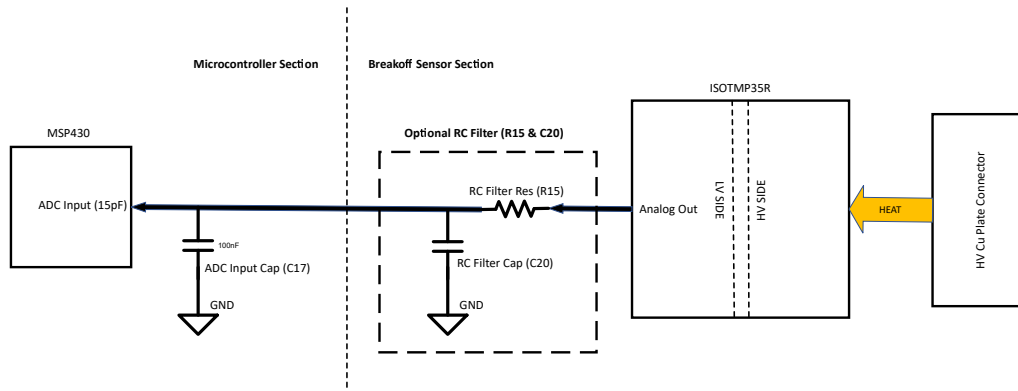 Microcontroller Section
Breakoff Sensor Section
ISOTMP35R
MSP430
Optional RC Filter (R15 & C20)
RC Filter Res (R15)
ADC Input (15pF)
Analog Out
LV SIDE
HV SIDE
HEAT
HV Cu Plate Connector
100nF
ADC Input Cap (C17)
RC Filter Cap (C20)
GND
GND